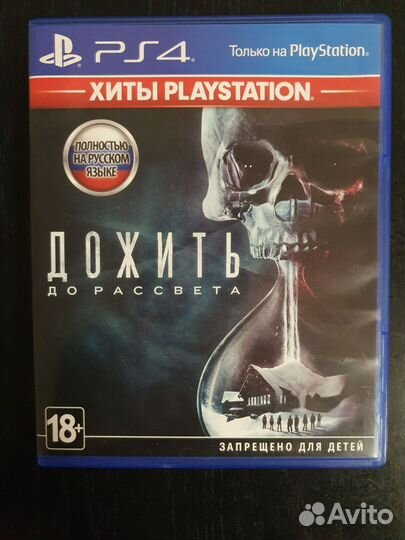 PS4
Только на PlayStation®
ХИТЫ PLAYSTATION®
ПОЛНОСТЬЮ
НА РУССКОМ
ЯЗЫКЕ
ДОЖИТЬ
ДО РАССВЕТА
18+
ЗАПРЕЩЕНО ДЛЯ ДЕТЕЙ
Avito